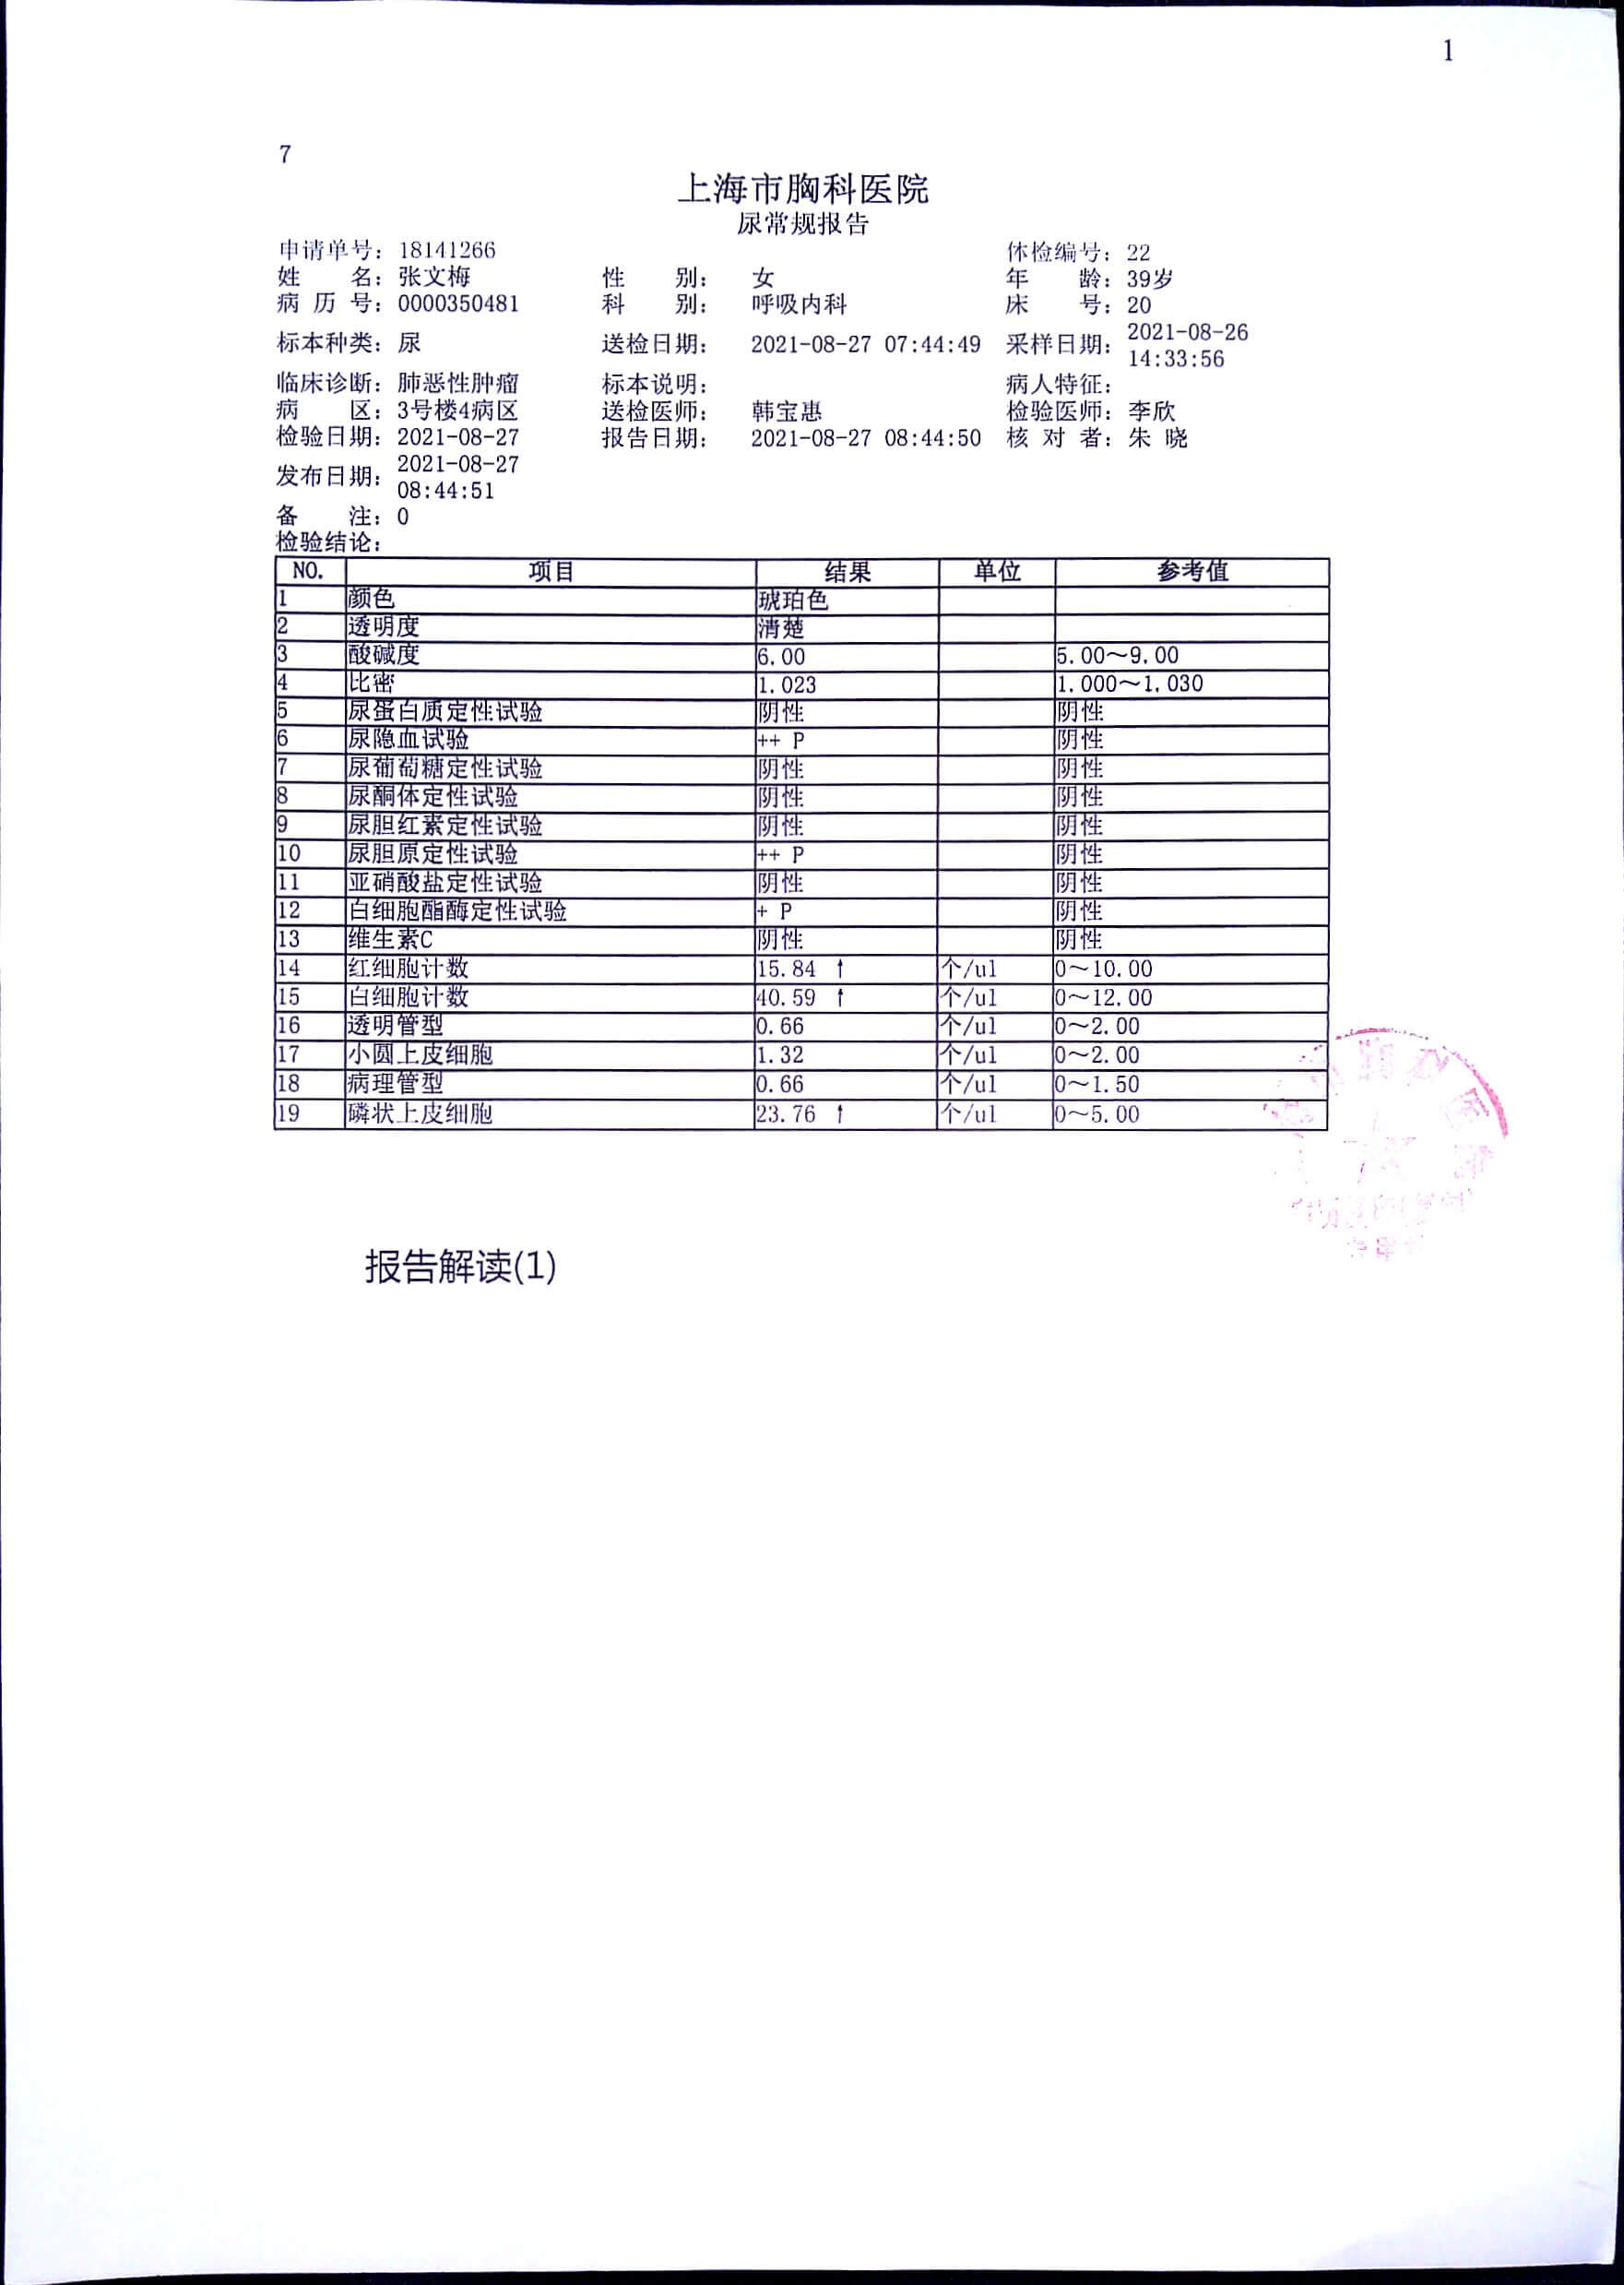 1
7
上海市胸科医院
尿常规报告
申请单号: 18141266 体检编号: 22
姓 名: 张文梅 性 别: 女 年 龄: 39岁
病 历 号: 0000350481 科 别: 呼吸内科 床 号: 20
标本种类: 尿 送检日期: 2021-08-27 07:44:49 采样日期: 2021-08-26 14:33:56
临床诊断: 肺恶性肿瘤 标本说明: 病人特征:
病 区: 3号楼4病区 送检医师: 韩宝惠 检验医师: 李欣
检验日期: 2021-08-27 报告日期: 2021-08-27 08:44:50 核 对 者: 朱 晓
发布日期: 2021-08-27 08:44:51
备 注: 0
检验结论:
NO. 项目 结果 单位 参考值
1 颜色 琥珀色
2 透明度 清楚
3 酸碱度 6.00 5.00~9.00
4 比密 1.023 1.000~1.030
5 尿蛋白质定性试验 阴性 阴性
6 尿隐血试验 ++ P 阴性
7 尿葡萄糖定性试验 阴性 阴性
8 尿酮体定性试验 阴性 阴性
9 尿胆红素定性试验 阴性 阴性
10 尿胆原定性试验 ++ P 阴性
11 亚硝酸盐定性试验 阴性 阴性
12 白细胞酯酶定性试验 + P 阴性
13 维生素C 阴性 阴性
14 红细胞计数 15.84 ↑ 个/ul 0~10.00
15 白细胞计数 40.59 ↑ 个/ul 0~12.00
16 透明管型 0.66 个/ul 0~2.00
17 小圆上皮细胞 1.32 个/ul 0~2.00
18 病理管型 0.66 个/ul 0~1.50
19 磷状上皮细胞 23.76 ↑ 个/ul 0~5.00
报告解读(1)